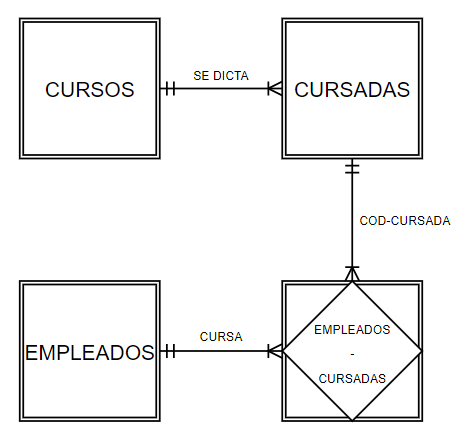 SE DICTA
CURSOS
CURSADAS
COD-CURSADA
EMPLEADOS
CURSA
EMPLEADOS
-
CURSADAS